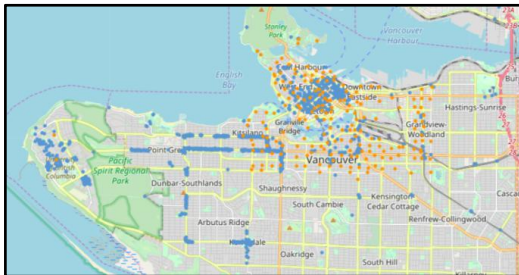 Stanley
Park
Vancouver
Harbour
English
Bay
Coal Harbour
West End
Downtown
Eastside
Hastings-Sunrise
Granville
Bridge
Grandview-
Woodland
Kitsilano
Point Grey
Vancouver
Columbia
Pacific
Spirit Regional
Park
Dunbar-Southlands
Shaughnessy
Kensington
Cedar Cottage
South Cambie
Renfrew-Collingwood
Arbutus Ridge
Oakridge
South Hill
Killarney